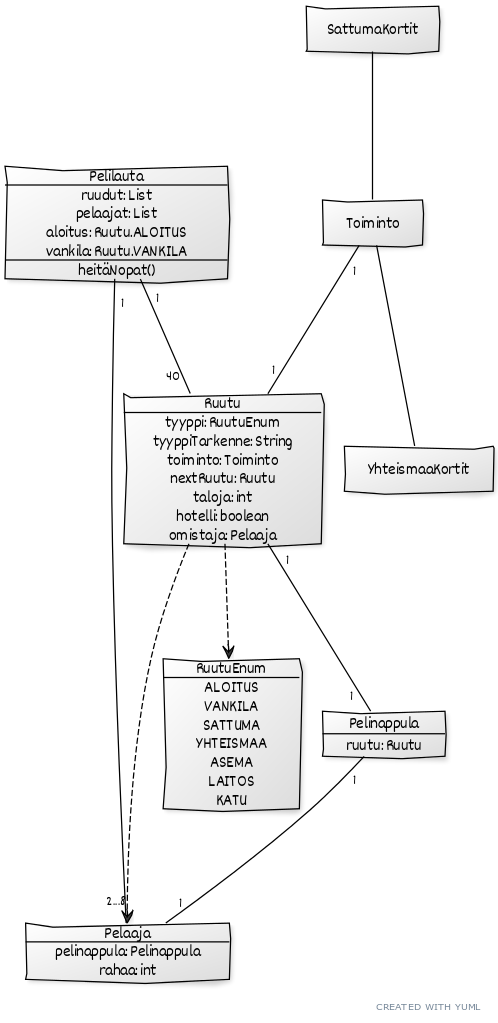 SattumaKortit
Pelilauta
ruudut: List
pelaajat: List
aloitus: Ruutu.ALOITUS
vankila: Ruutu.VANKILA
heitäNopat()
Toiminto
1
1
1
40
1
Ruutu
tyyppi: RuutuEnum
tyyppiTarkenne: String
toiminto: Toiminto
nextRuutu: Ruutu
taloja: int
hotelli: boolean
omistaja: Pelaaja
YhteismaaKortit
1
1
RuutuEnum
ALOITUS
VANKILA
SATTUMA
YHTEISMAA
ASEMA
LAITOS
KATU
Pelinappula
ruutu: Ruutu
1
2...8
1
Pelaaja
pelinappula: Pelinappula
rahaa: int
CREATED WITH YUML